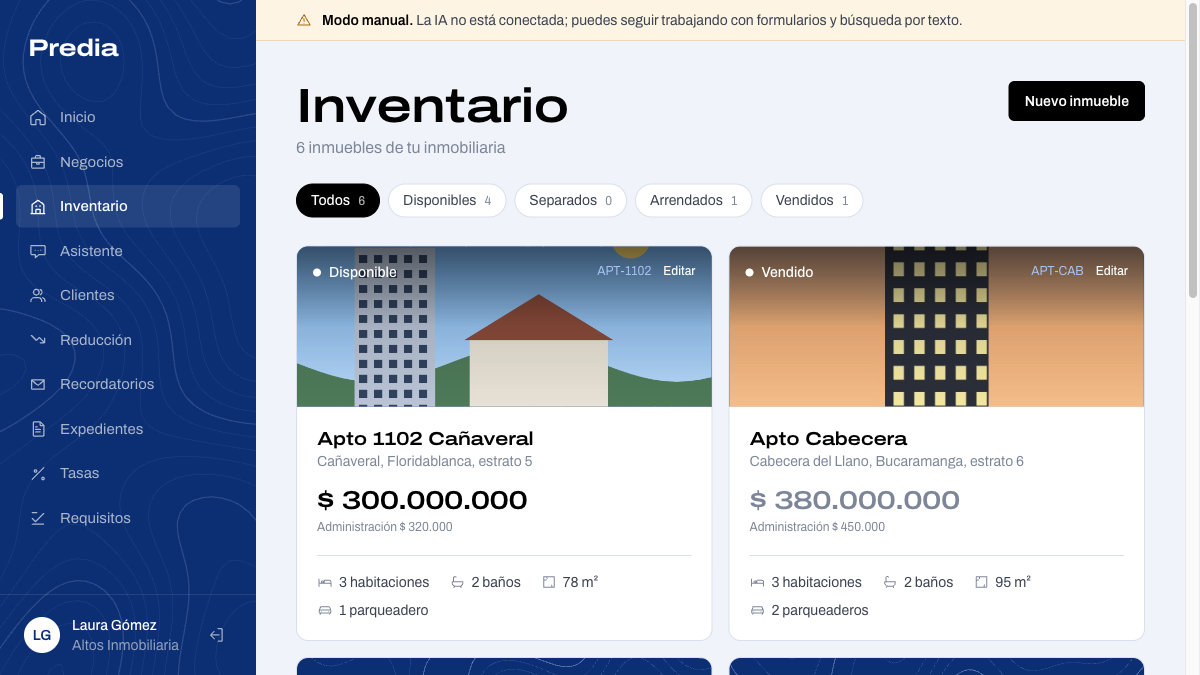 Predia
Inicio
Negocios
Inventario
Asistente
Clientes
Reducción
Recordatorios
Expedientes
Tasas
Requisitos
LG
Laura Gómez
Altos Inmobiliaria
Modo manual. La IA no está conectada; puedes seguir trabajando con formularios y búsqueda por texto.
Inventario
Nuevo inmueble
6 inmuebles de tu inmobiliaria
Todos 6 Disponibles 4 Separados 0 Arrendados 1 Vendidos 1
Disponible APT-1102 Editar
Apto 1102 Cañaveral
Cañaveral, Floridablanca, estrato 5
$ 300.000.000
Administración $ 320.000
3 habitaciones 2 baños 78 m²
1 parqueadero
Vendido APT-CAB Editar
Apto Cabecera
Cabecera del Llano, Bucaramanga, estrato 6
$ 380.000.000
Administración $ 450.000
3 habitaciones 2 baños 95 m²
2 parqueaderos